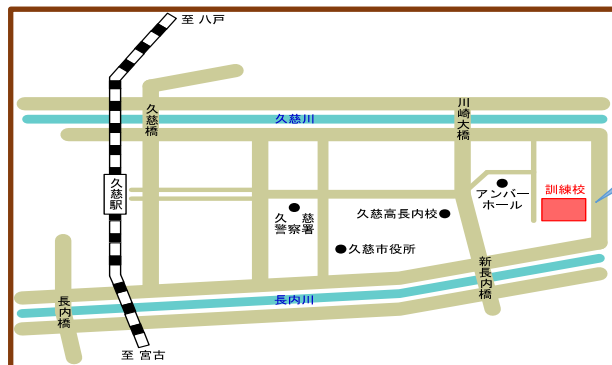 至 八戸
久慈橋
久慈川
川崎大橋
久慈駅
訓練校
アンバー
ホール
久慈
警察署
久慈高長内校
久慈市役所
新長内橋
長内橋
長内川
至 宮古